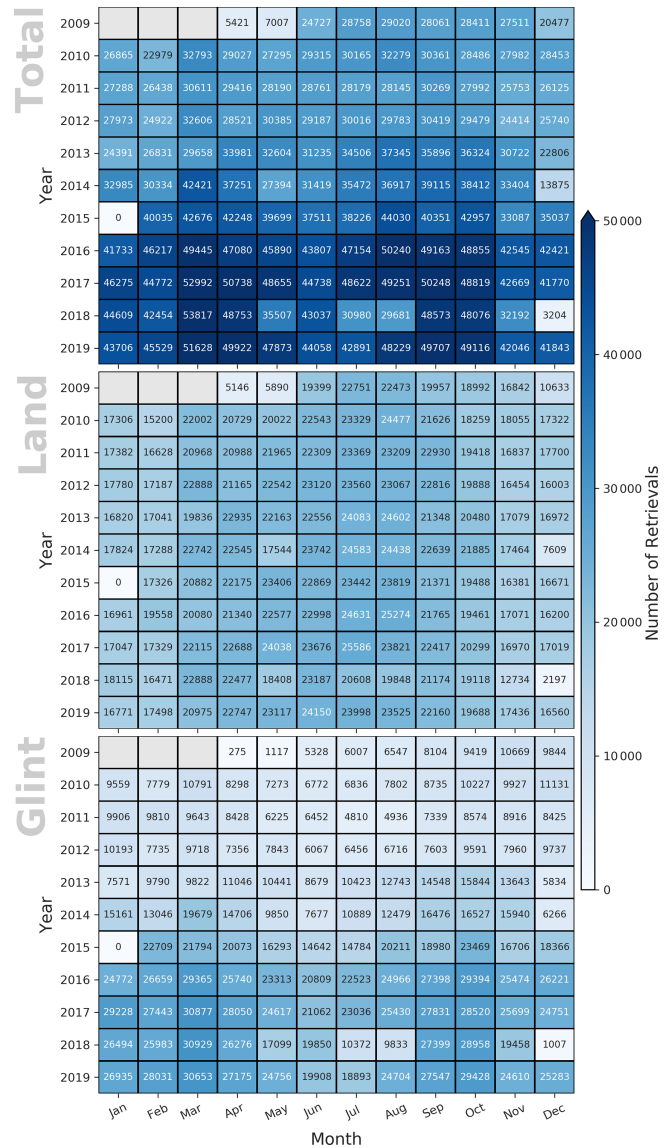 Total
Year
2009 5421 7007 24727 28758 29020 28061 28411 27511 20477
2010 26865 22979 32793 29027 27295 29315 30165 32279 30361 28486 27982 28453
2011 27288 26438 30611 29416 28190 28761 28179 28145 30269 27992 25753 26125
2012 27973 24922 32606 28521 30385 29187 30016 29783 30419 29479 24414 25740
2013 24391 26831 29658 33981 32604 31235 34506 37345 35896 36324 30722 22806
2014 32985 30334 42421 37251 27394 31419 35472 36917 39115 38412 33404 13875
2015 0 40035 42676 42248 39699 37511 38226 44030 40351 42957 33087 35037
2016 41733 46217 49445 47080 45890 43807 47154 50240 49163 48855 42545 42421
2017 46275 44772 52992 50738 48655 44738 48622 49251 50248 48819 42669 41770
2018 44609 42454 53817 48753 35507 43037 30980 29681 48573 48076 32192 3204
2019 43706 45529 51628 49922 47873 44058 42891 48229 49707 49116 42046 41843
Land
Year
2009 5146 5890 19399 22751 22473 19957 18992 16842 10633
2010 17306 15200 22002 20729 20022 22543 23329 24477 21626 18259 18055 17322
2011 17382 16628 20968 20988 21965 22309 23369 23209 22930 19418 16837 17700
2012 17780 17187 22888 21165 22542 23120 23560 23067 22816 19888 16454 16003
2013 16820 17041 19836 22935 22163 22556 24083 24602 21348 20480 17079 16972
2014 17824 17288 22742 22545 17544 23742 24583 24438 22639 21885 17464 7609
2015 0 17326 20882 22175 23406 22869 23442 23819 21371 19488 16381 16671
2016 16961 19558 20080 21340 22577 22998 24631 25274 21765 19461 17071 16200
2017 17047 17329 22115 22688 24038 23676 25586 23821 22417 20299 16970 17019
2018 18115 16471 22888 22477 18408 23187 20608 19848 21174 19118 12734 2197
2019 16771 17498 20975 22747 23117 24150 23998 23525 22160 19688 17436 16560
Glint
Year
2009 275 1117 5328 6007 6547 8104 9419 10669 9844
2010 9559 7779 10791 8298 7273 6772 6836 7802 8735 10227 9927 11131
2011 9906 9810 9643 8428 6225 6452 4810 4936 7339 8574 8916 8425
2012 10193 7735 9718 7356 7843 6067 6456 6716 7603 9591 7960 9737
2013 7571 9790 9822 11046 10441 8679 10423 12743 14548 15844 13643 5834
2014 15161 13046 19679 14706 9850 7677 10889 12479 16476 16527 15940 6266
2015 0 22709 21794 20073 16293 14642 14784 20211 18980 23469 16706 18366
2016 24772 26659 29365 25740 23313 20809 22523 24966 27398 29394 25474 26221
2017 29228 27443 30877 28050 24617 21062 23036 25430 27831 28520 25699 24751
2018 26494 25983 30929 26276 17099 19850 10372 9833 27399 28958 19458 1007
2019 26935 28031 30653 27175 24756 19908 18893 24704 27547 29428 24610 25283
Jan Feb Mar Apr May Jun Jul Aug Sep Oct Nov Dec
Month
50000
40000
30000
20000
10000
0
Number of Retrievals